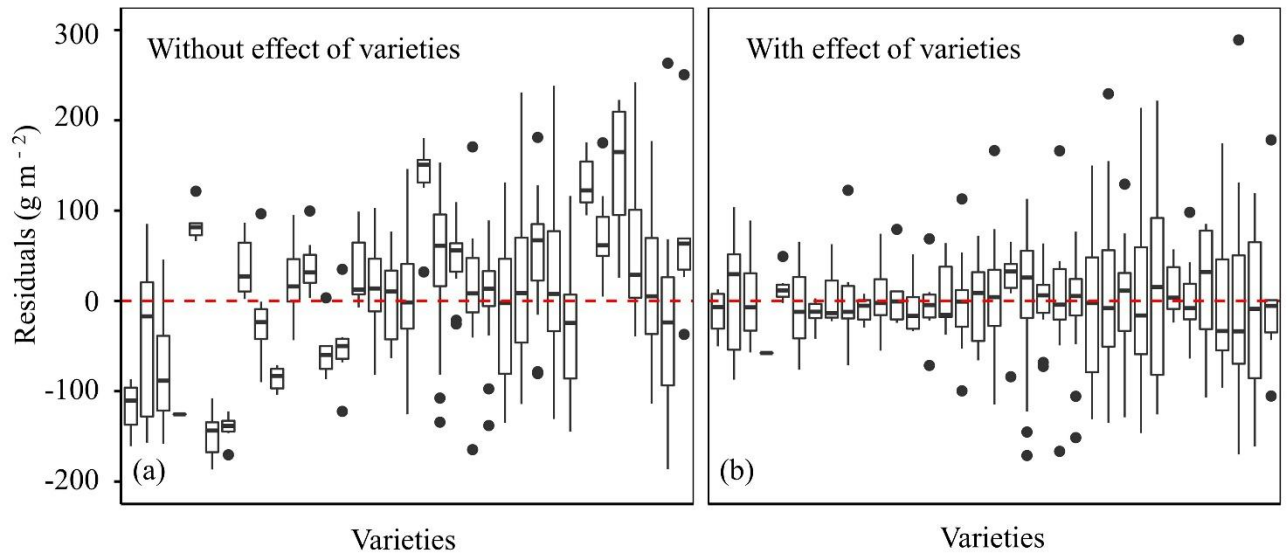 Without effect of varieties
With effect of varieties
300
200
100
0
-100
-200
Residuals (g m - 2)
(a)
(b)
Varieties
Varieties